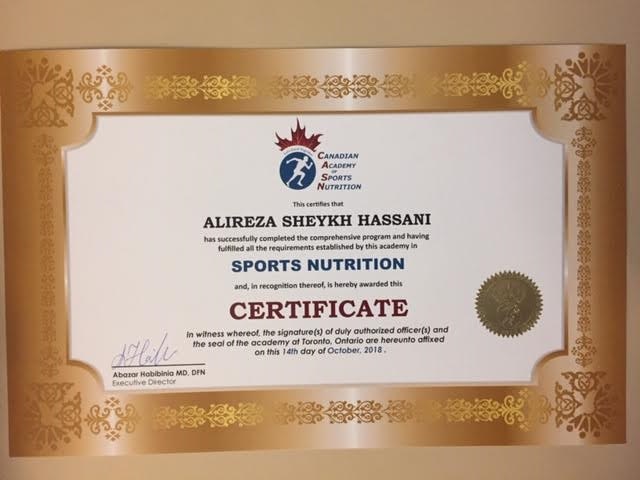 CANADIAN
ACADEMY
OF
SPORTS
NUTRITION
This certifies that
ALIREZA SHEYKH HASSANI
has successfully completed the comprehensive program and having
fulfilled all the requirements established by this academy in
SPORTS NUTRITION
and, in recognition thereof, is hereby awarded this
CERTIFICATE
In witness whereof, the signature(s) of duly authorized officer(s) and
the seal of the academy at Toronto, Ontario are hereunto affixed
on this 14th day of October, 2018 .
Abazar Habibinia MD, DFN
Executive Director